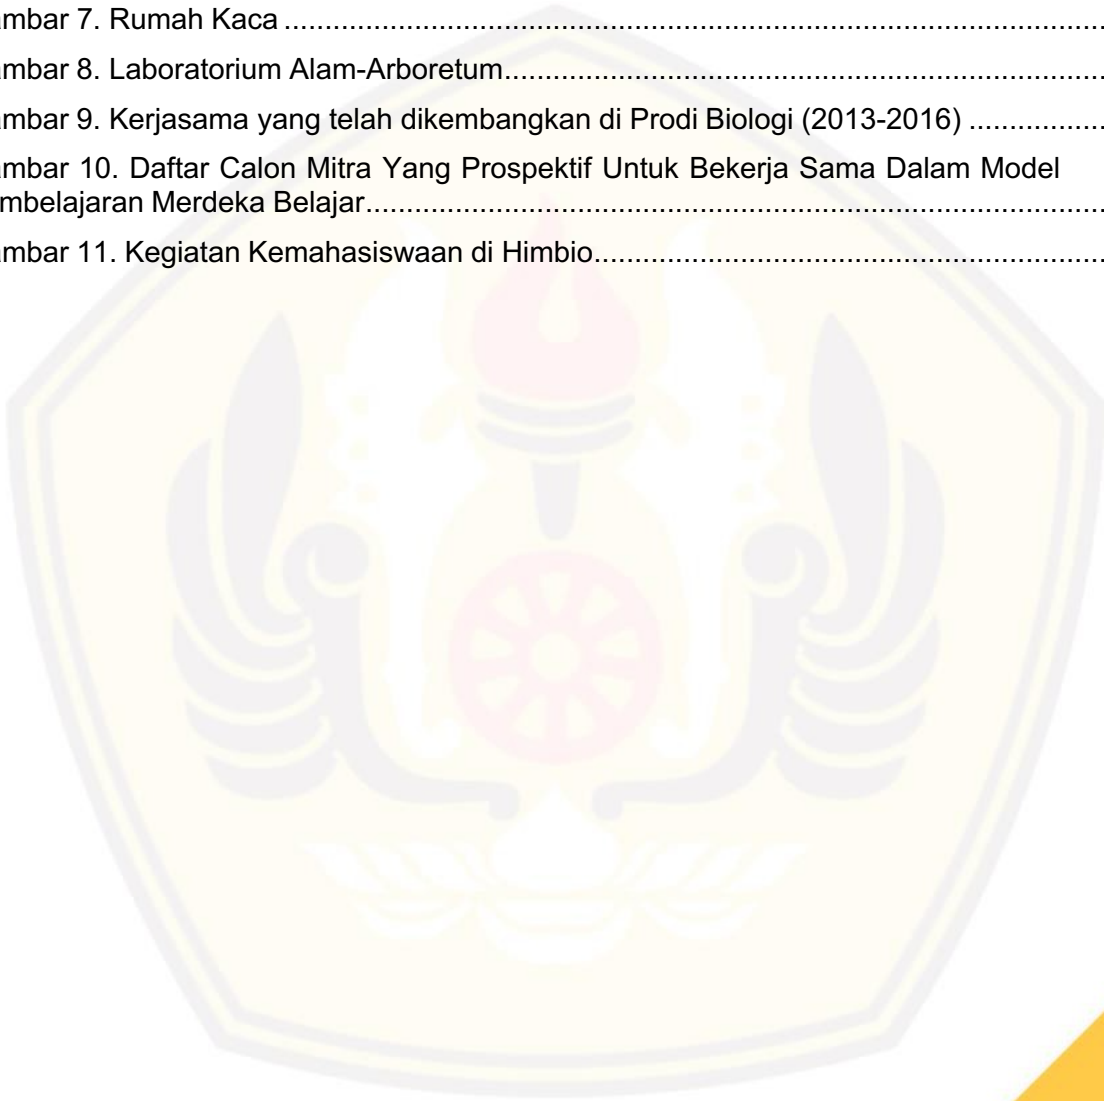 ambar 7. Rumah Kaca ........................................................................................................
ambar 8. Laboratorium Alam-Arboretum............................................................................
ambar 9. Kerjasama yang telah dikembangkan di Prodi Biologi (2013-2016) .................
ambar 10. Daftar Calon Mitra Yang Prospektif Untuk Bekerja Sama Dalam Model
mbelajaran Merdeka Belajar..............................................................................................
ambar 11. Kegiatan Kemahasiswaan di Himbio.................................................................